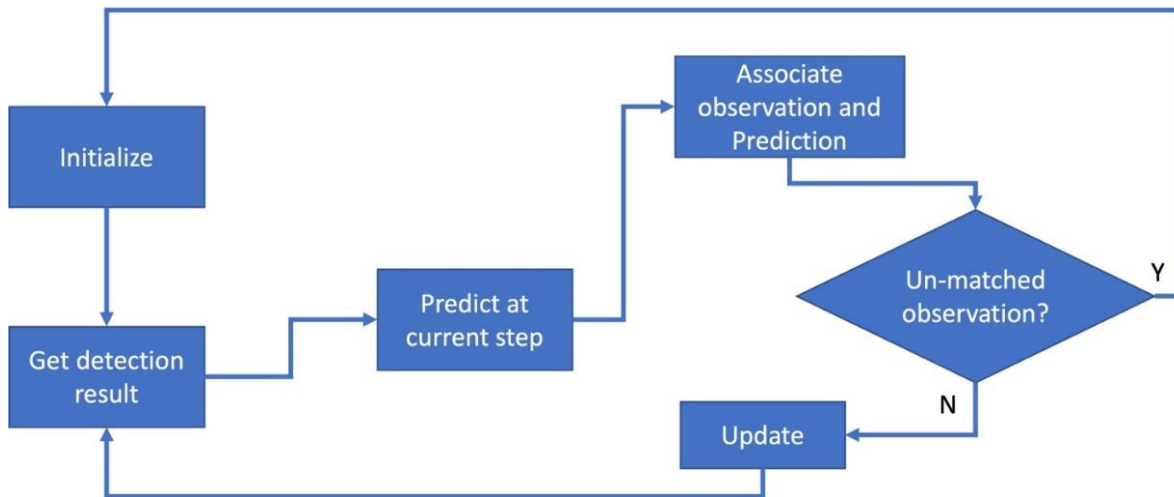 Initialize
Get detection
result
Predict at
current step
Associate
observation and
Prediction
Un-matched
observation?
Y
N
Update